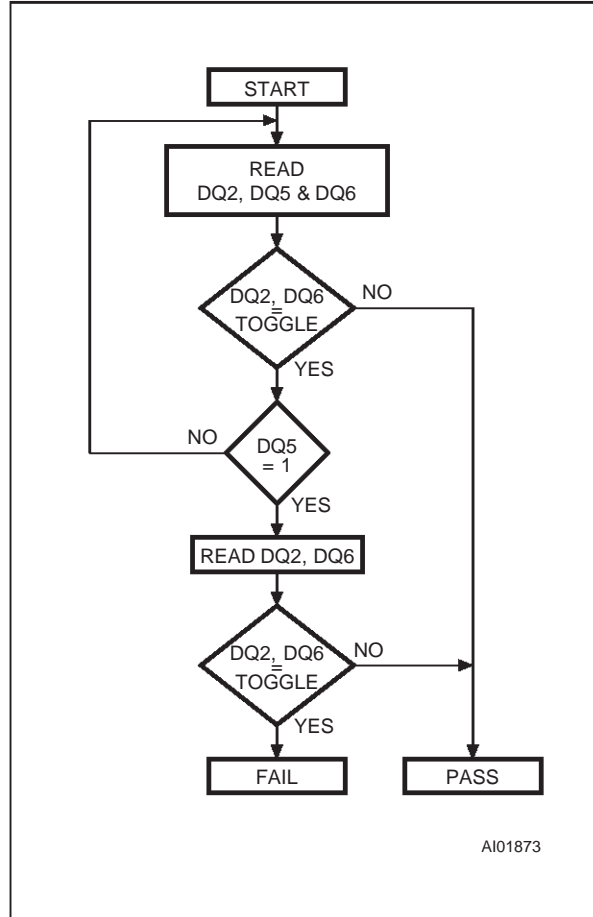 START
READ
DQ2, DQ5 & DQ6
DQ2, DQ6
=
TOGGLE
NO
YES
NO
DQ5
= 1
YES
READ DQ2, DQ6
DQ2, DQ6
=
TOGGLE
NO
YES
FAIL
PASS
AI01873